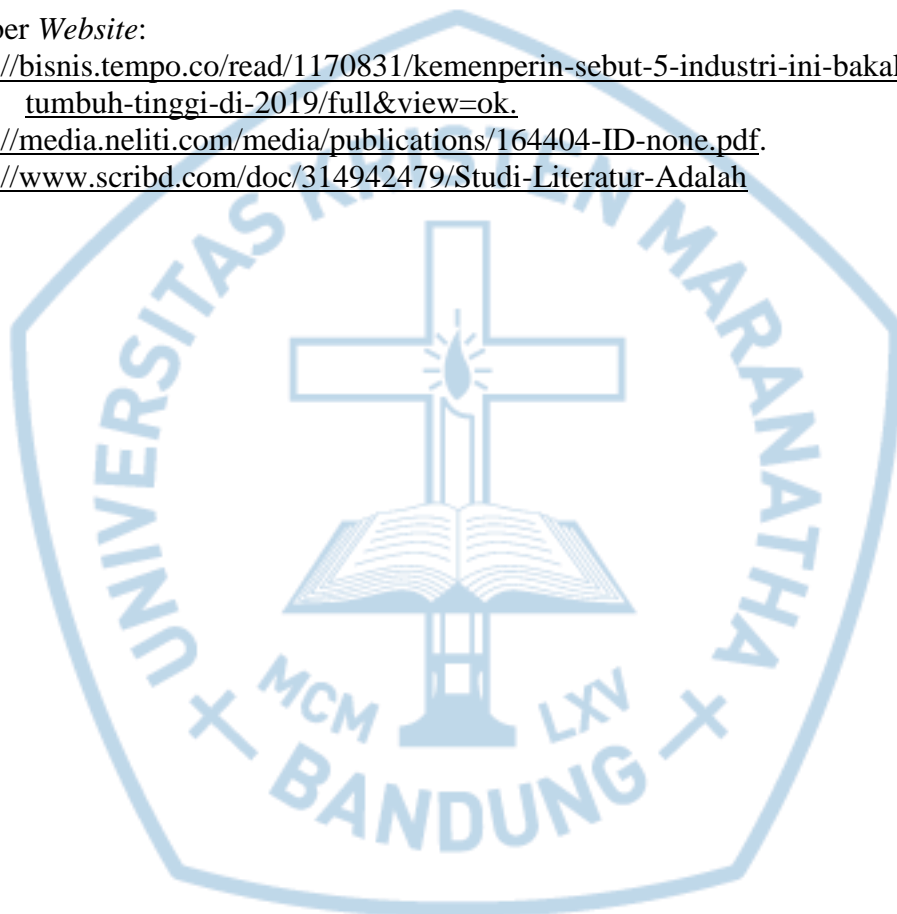 ber Website:
//bisnis.tempo.co/read/1170831/kemenperin-sebut-5-industri-ini-bakal
tumbuh-tinggi-di-2019/full&view=ok.
//media.neliti.com/media/publications/164404-ID-none.pdf.
//www.scribd.com/doc/314942479/Studi-Literatur-Adalah
UNIVERSITAS KRISTEN MARANATHA
MCM LXV
BANDUNG